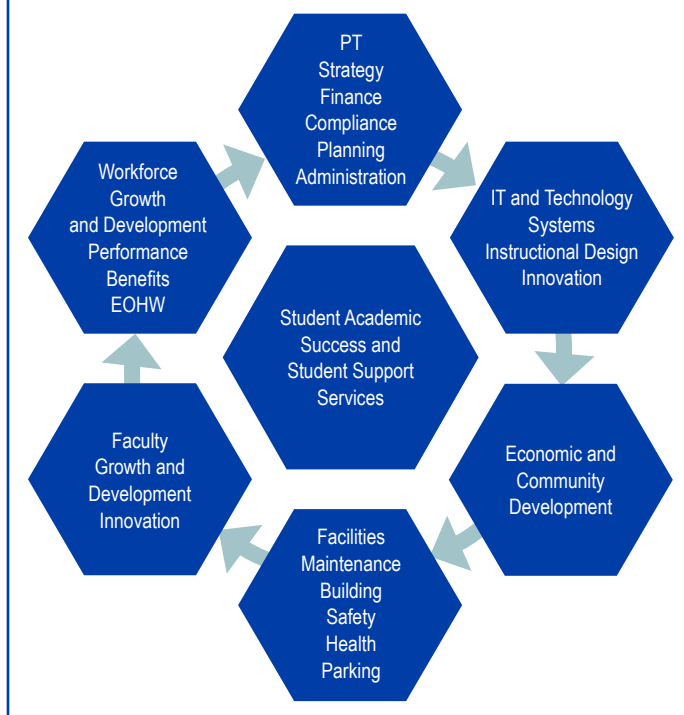 PT
Strategy
Finance
Compliance
Planning
Administration
IT and Technology
Systems
Instructional Design
Innovation
Economic and
Community
Development
Facilities
Maintenance
Building
Safety
Health
Parking
Faculty
Growth and
Development
Innovation
Workforce
Growth
and Development
Performance
Benefits
EOHW
Student Academic
Success and
Student Support
Services